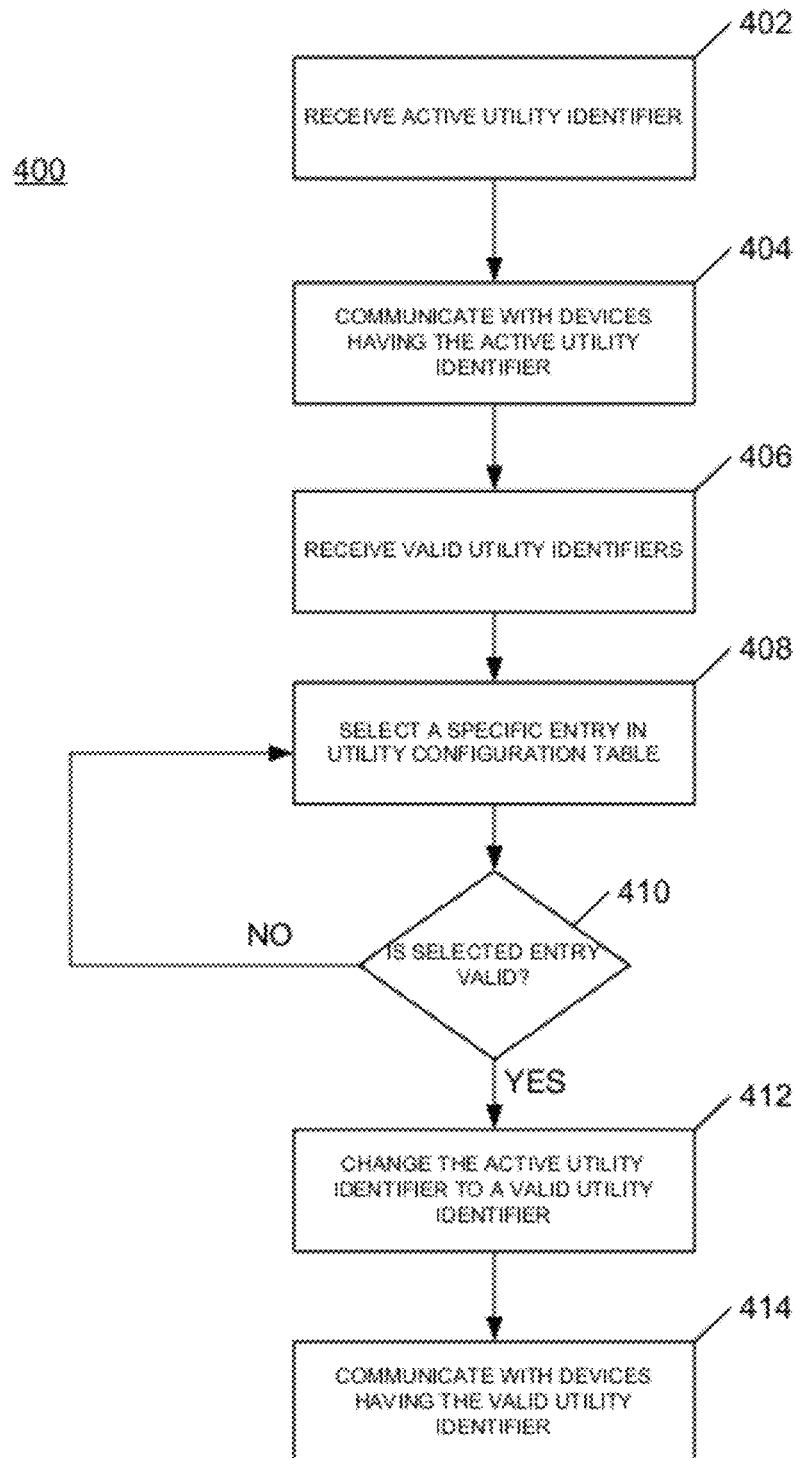 402
RECEIVE ACTIVE UTILITY IDENTIFIER
400
404
COMMUNICATE WITH DEVICES
HAVING THE ACTIVE UTILITY
IDENTIFIER
406
RECEIVE VALID UTILITY IDENTIFIERS
408
SELECT A SPECIFIC ENTRY IN
UTILITY CONFIGURATION TABLE
410
NO
IS SELECTED ENTRY
VALID?
YES
412
CHANGE THE ACTIVE UTILITY
IDENTIFIER TO A VALID UTILITY
IDENTIFIER
414
COMMUNICATE WITH DEVICES
HAVING THE VALID UTILITY
IDENTIFIER